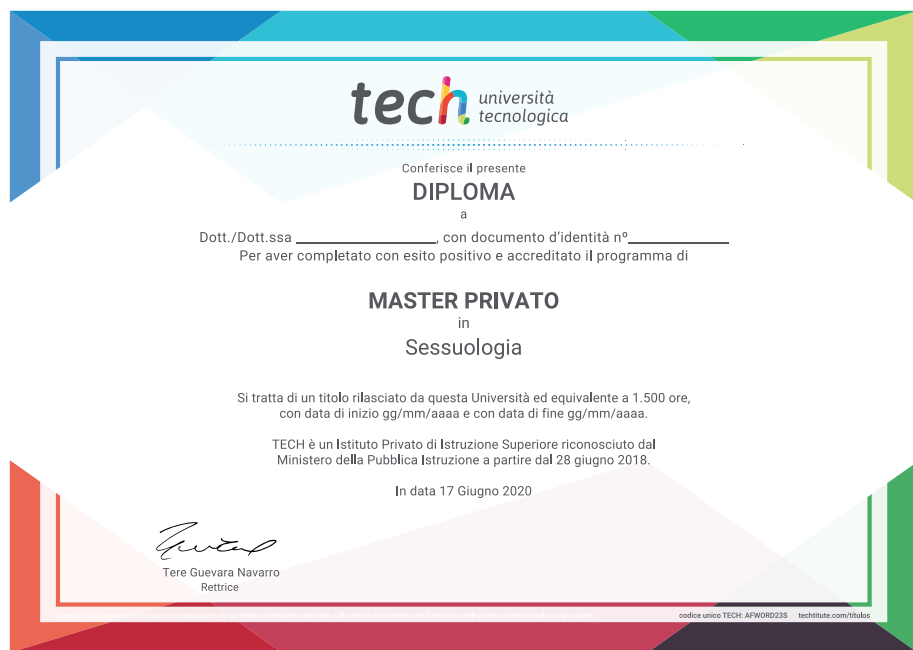 tech università
tecnologica
Conferisce il presente
DIPLOMA
a
Dott./Dott.ssa ________________, con documento d'identità nº____________
Per aver completato con esito positivo e accreditato il programma di
MASTER PRIVATO
in
Sessuologia
Si tratta di un titolo rilasciato da questa Università ed equivalente a 1.500 ore,
con data di inizio gg/mm/aaaa e con data di fine gg/mm/aaaa.
TECH è un Istituto Privato di Istruzione Superiore riconosciuto dal
Ministero della Pubblica Istruzione a partire dal 28 giugno 2018.
In data 17 Giugno 2020
Tere Guevara Navarro
Rettrice
codice unico TECH: AFWORD23S techtitute.com/titulos